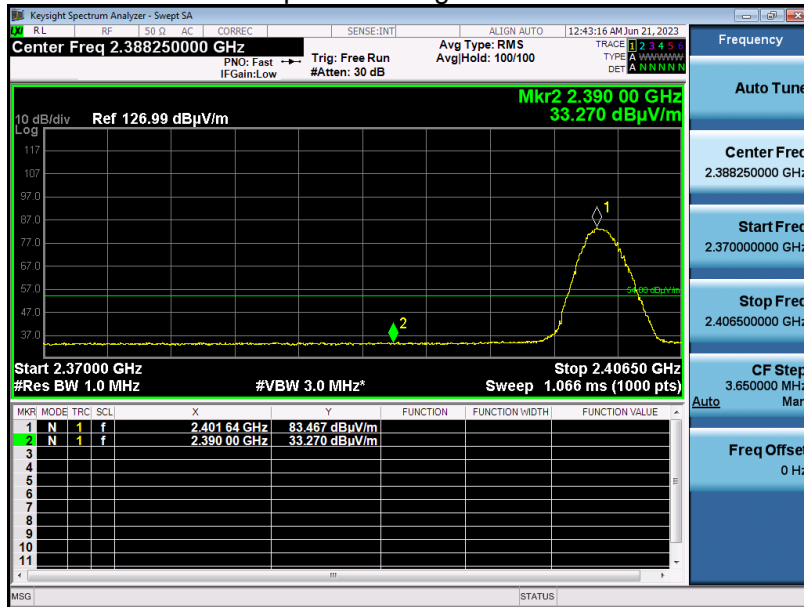 Keysight Spectrum Analyzer - Swept SA
LXI RL RF 50 Ω AC CORREC SENSE:INT ALIGN AUTO 12:43:16 AM Jun 21, 2023
Center Freq 2.388250000 GHz
PNO: Fast
IFGain:Low
Trig: Free Run
#Atten: 30 dB
Avg Type: RMS
Avg|Hold: 100/100
TRACE 1 2 3 4 5 6
TYPE A WWWWW
DET A N N N N N
Mkr2 2.390 00 GHz
33.270 dBµV/m
10 dB/div Ref 126.99 dBµV/m
Log
117
107
97.0
87.0
77.0
67.0
57.0
47.0
37.0
1
2
Start 2.37000 GHz Stop 2.40650 GHz
#Res BW 1.0 MHz #VBW 3.0 MHz* Sweep 1.066 ms (1000 pts)
MKR MODE TRC SCL X Y FUNCTION FUNCTION WIDTH FUNCTION VALUE
1 N 1 f 2.401 64 GHz 83.467 dBµV/m
2 N 1 f 2.390 00 GHz 33.270 dBµV/m
3
4
5
6
7
8
9
10
11
MSG STATUS
Frequency
Auto Tune
Center Freq
2.388250000 GHz
Start Freq
2.370000000 GHz
Stop Freq
2.406500000 GHz
CF Step
3.650000 MHz
Auto Man
Freq Offset
0 Hz